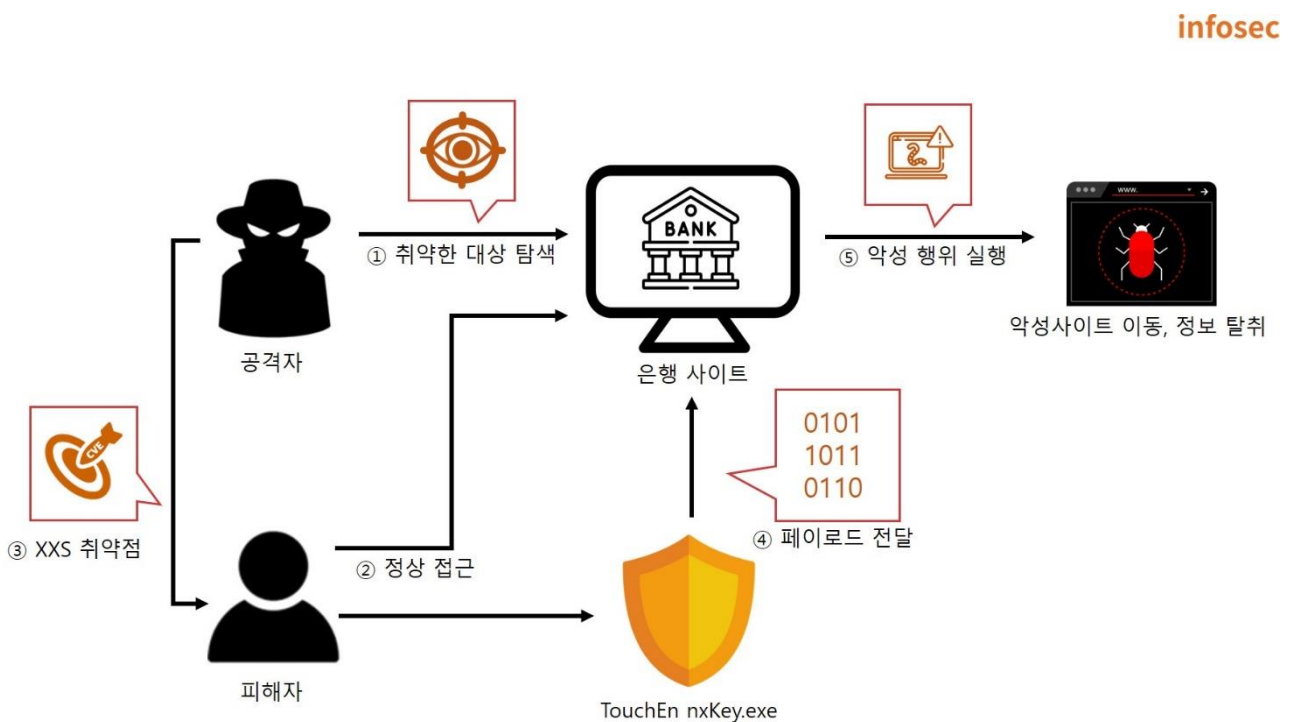 infosec
① 취약한 대상 탐색
BANK
⑤ 악성 행위 실행
www.
공격자
은행 사이트
악성사이트 이동, 정보 탈취
CVE
③ XXS 취약점
② 정상 접근
0101
1011
0110
④ 페이로드 전달
피해자
TouchEn nxKey.exe